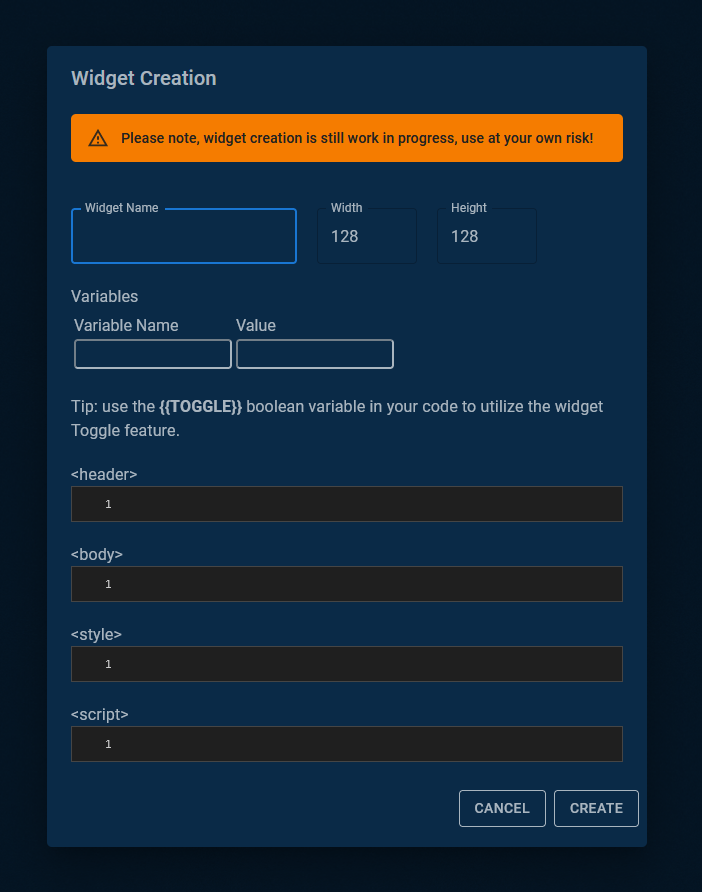 Widget Creation
Please note, widget creation is still work in progress, use at your own risk!
Widget Name Width Height
128 128
Variables
Variable Name Value
Tip: use the {{TOGGLE}} boolean variable in your code to utilize the widget
Toggle feature.
<header>
1
<body>
1
<style>
1
<script>
1
CANCEL CREATE